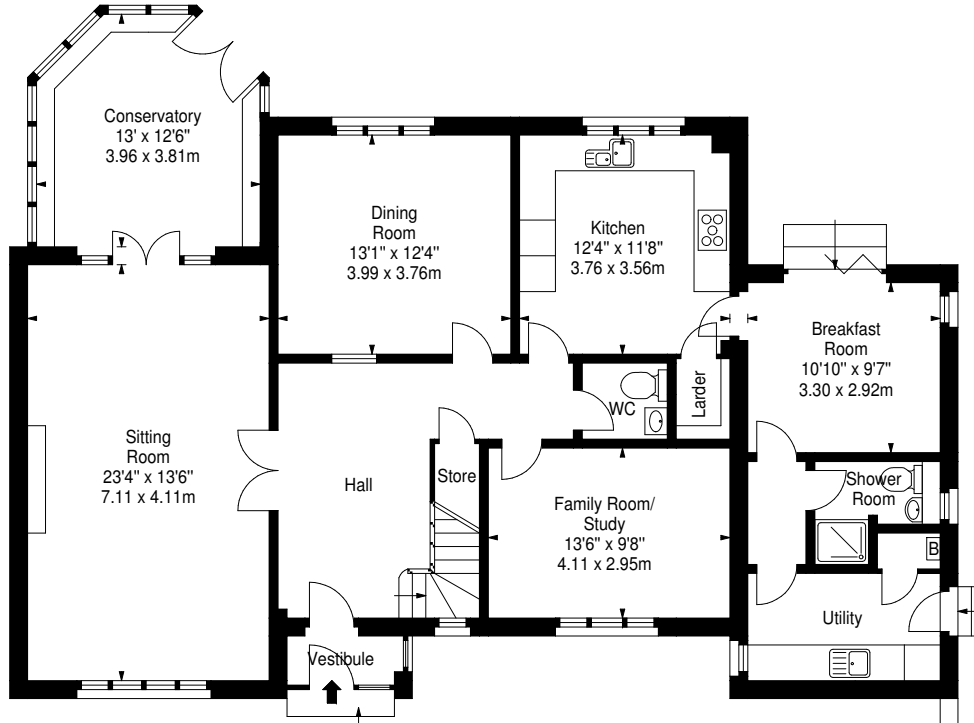 Conservatory
13' x 12'6"
3.96 x 3.81m
Dining
Room
13'1" x 12'4"
3.99 x 3.76m
Kitchen
12'4" x 11'8"
3.76 x 3.56m
Breakfast
Room
10'10" x 9'7"
3.30 x 2.92m
Larder
WC
Sitting
Room
23'4" x 13'6"
7.11 x 4.11m
Hall
Store
Family Room/
Study
13'6" x 9'8"
4.11 x 2.95m
Shower
Room
B
Utility
Vestibule